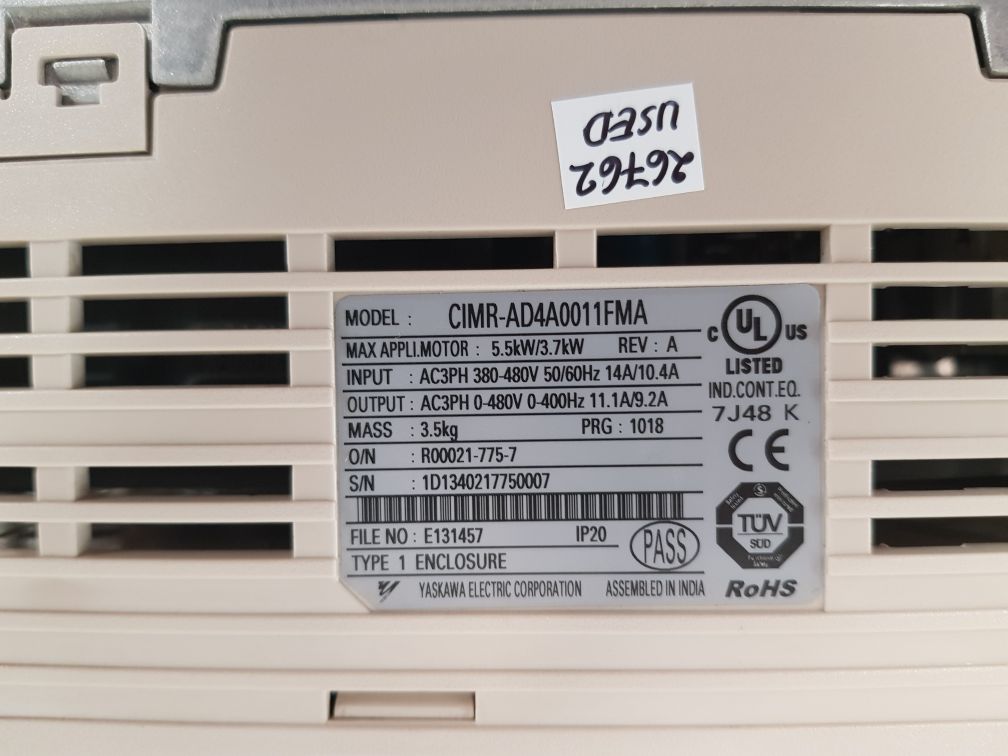 26762
USED
MODEL : CIMR-AD4A0011FMA
MAX APPLI.MOTOR : 5.5kW/3.7kW REV : A
INPUT : AC3PH 380-480V 50/60Hz 14A/10.4A
OUTPUT : AC3PH 0-480V 0-400Hz 11.1A/9.2A
MASS : 3.5kg PRG : 1018
O/N : R00021-775-7
S/N : 1D1340217750007
FILE NO : E131457 IP20 PASS
TYPE 1 ENCLOSURE
YASKAWA ELECTRIC CORPORATION ASSEMBLED IN INDIA
C UL US
LISTED
IND.CONT.EQ.
7J48 K
CE
TÜV
SÜD
RoHS